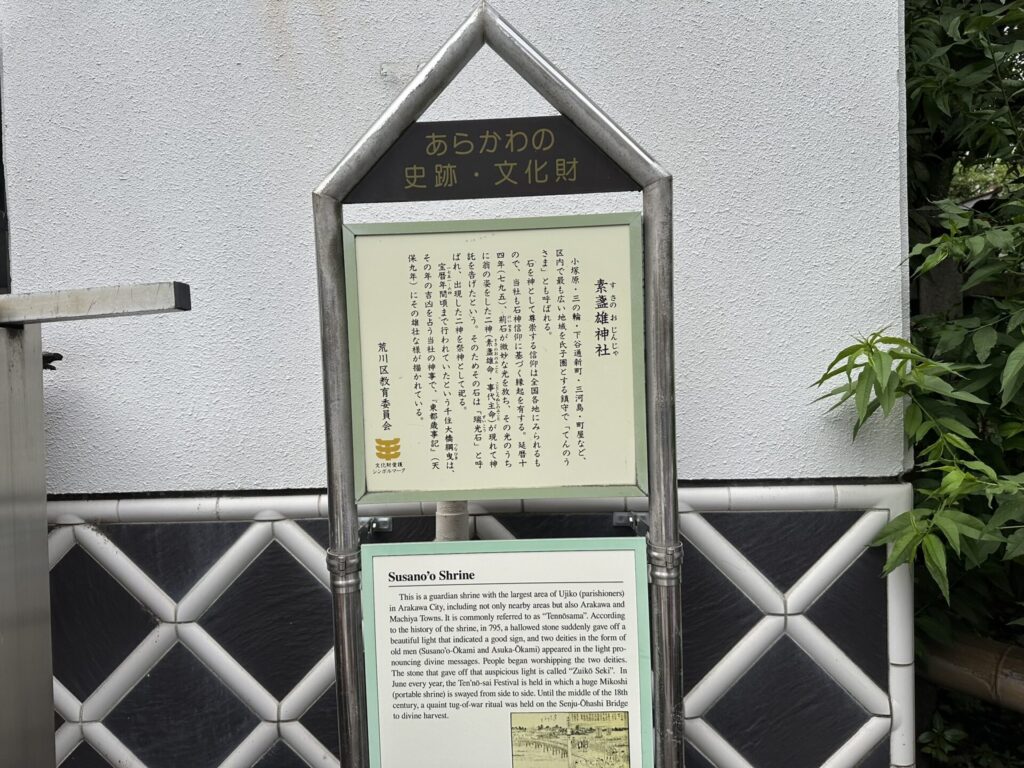 あらかわの
史跡・文化財
素盞雄神社
すさのおじんじゃ
小塚原・三の輪・下谷通新町・三河島・町屋など、
区内で最も広い地域を氏子圏とする鎮守で「てんのう
さま」とも呼ばれる。
石を神として尊崇する信仰は全国各地にみられるも
ので、当社も石神信仰に基づく縁起を有する。延暦十
四年(七九五)、荊石が微妙な光を放ち、その光のうち
に翁の姿をした二神(素盞雄命・事代主命)が現れて神
託を告げたという。そのためその石は「瑞光石」と呼
ばれ、出現した二神を祭神として祀る。
宝暦年間頃まで行われていたという千住大橋綱曳は、
その年の吉凶を占う当社の神事で、「東都歳事記」(天
保九年)にその雄壮な様が描かれている。
荒川区教育委員会
文化財愛護
シンボルマーク
Susano'o Shrine
This is a guardian shrine with the largest area of Ujiko (parishioners)
in Arakawa City, including not only nearby areas but also Arakawa and
Machiya Towns. It is commonly referred to as "Tennōsama". According
to the history of the shrine, in 795, a hallowed stone suddenly gave off a
beautiful light that indicated a good sign, and two deities in the form of
old men (Susano'o-Ōkami and Asuka-Ōkami) appeared in the light pro-
nouncing divine messages. People began worshipping the two deities.
The stone that gave off that auspicious light is called "Zuikō Seki". In
June every year, the Ten'nō-sai Festival is held in which a huge Mikoshi
(portable shrine) is swayed from side to side. Until the middle of the 18th
century, a quaint tug-of-war ritual was held on the Senju-Ōhashi Bridge
to divine harvest.